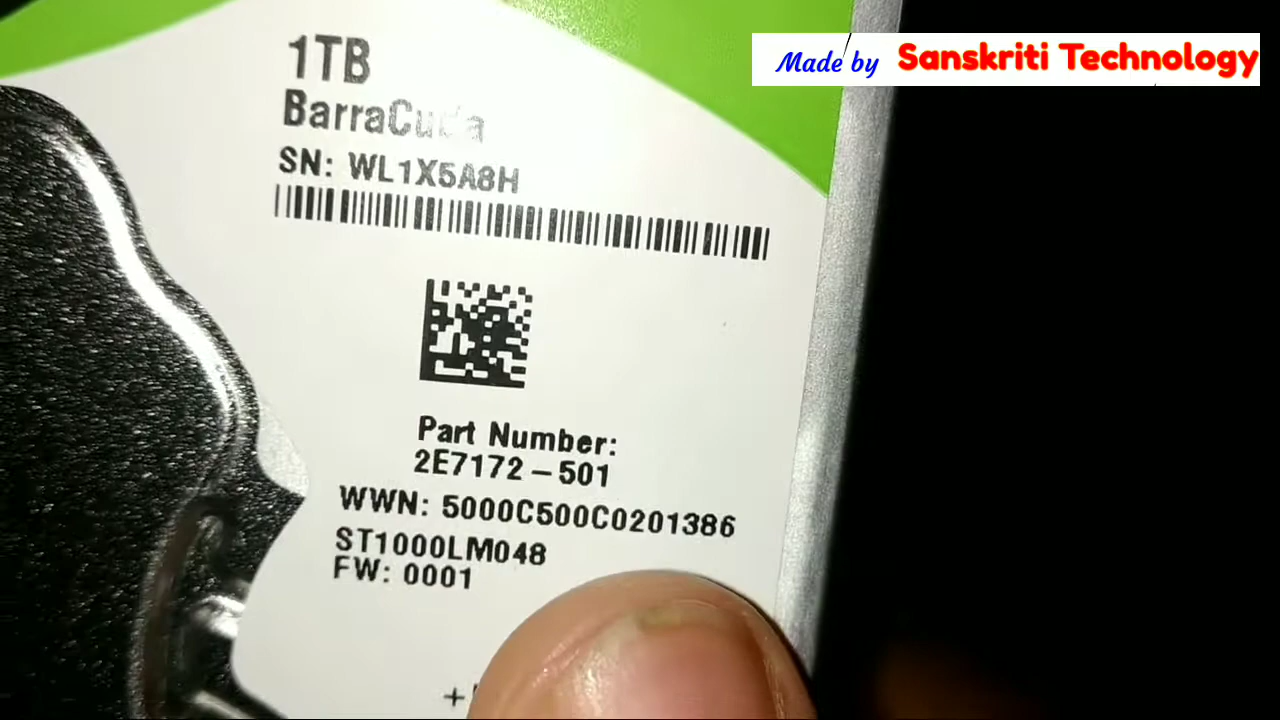 Made by Sanskriti Technology
1TB
BarraCuda
SN: WL1X5A8H
Part Number:
2E7172-501
WWN: 5000C500C0201386
ST1000LM048
FW: 0001
+